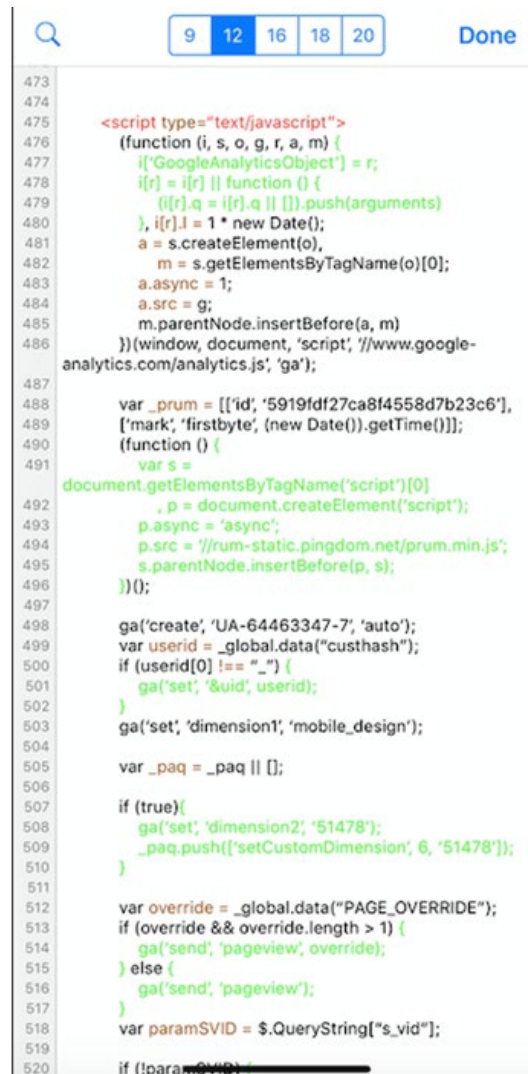 9 12 16 18 20 Done
473
474
475 <script type="text/javascript">
476 (function (i, s, o, g, r, a, m) {
477 i['GoogleAnalyticsObject'] = r;
478 i[r] = i[r] || function () {
479 (i[r].q = i[r].q || []).push(arguments)
480 }, i[r].l = 1 * new Date();
481 a = s.createElement(o),
482 m = s.getElementsByTagName(o)[0];
483 a.async = 1;
484 a.src = g;
485 m.parentNode.insertBefore(a, m)
486 })(window, document, 'script', '//www.google-
analytics.com/analytics.js', 'ga');
487
488 var _prum = [['id', '5919fdf27ca8f4558d7b23c6'],
489 ['mark', 'firstbyte', (new Date()).getTime()]];
490 (function () {
491 var s =
document.getElementsByTagName('script')[0]
492 , p = document.createElement('script');
493 p.async = 'async';
494 p.src = '//rum-static.pingdom.net/prum.min.js';
495 s.parentNode.insertBefore(p, s);
496 })();
497
498 ga('create', 'UA-64463347-7', 'auto');
499 var userid = _global.data("custhash");
500 if (userid[0] !== "_") {
501 ga('set', '&uid', userid);
502 }
503 ga('set', 'dimension1', 'mobile_design');
504
505 var _paq = _paq || [];
506
507 if (true){
508 ga('set', 'dimension2', '51478');
509 _paq.push(['setCustomDimension', 6, '51478']);
510 }
511
512 var override = _global.data("PAGE_OVERRIDE");
513 if (override && override.length > 1) {
514 ga('send', 'pageview', override);
515 } else {
516 ga('send', 'pageview');
517 }
518 var paramSVID = $.QueryString["s_vid"];
519
520 if (!paramSVID) {